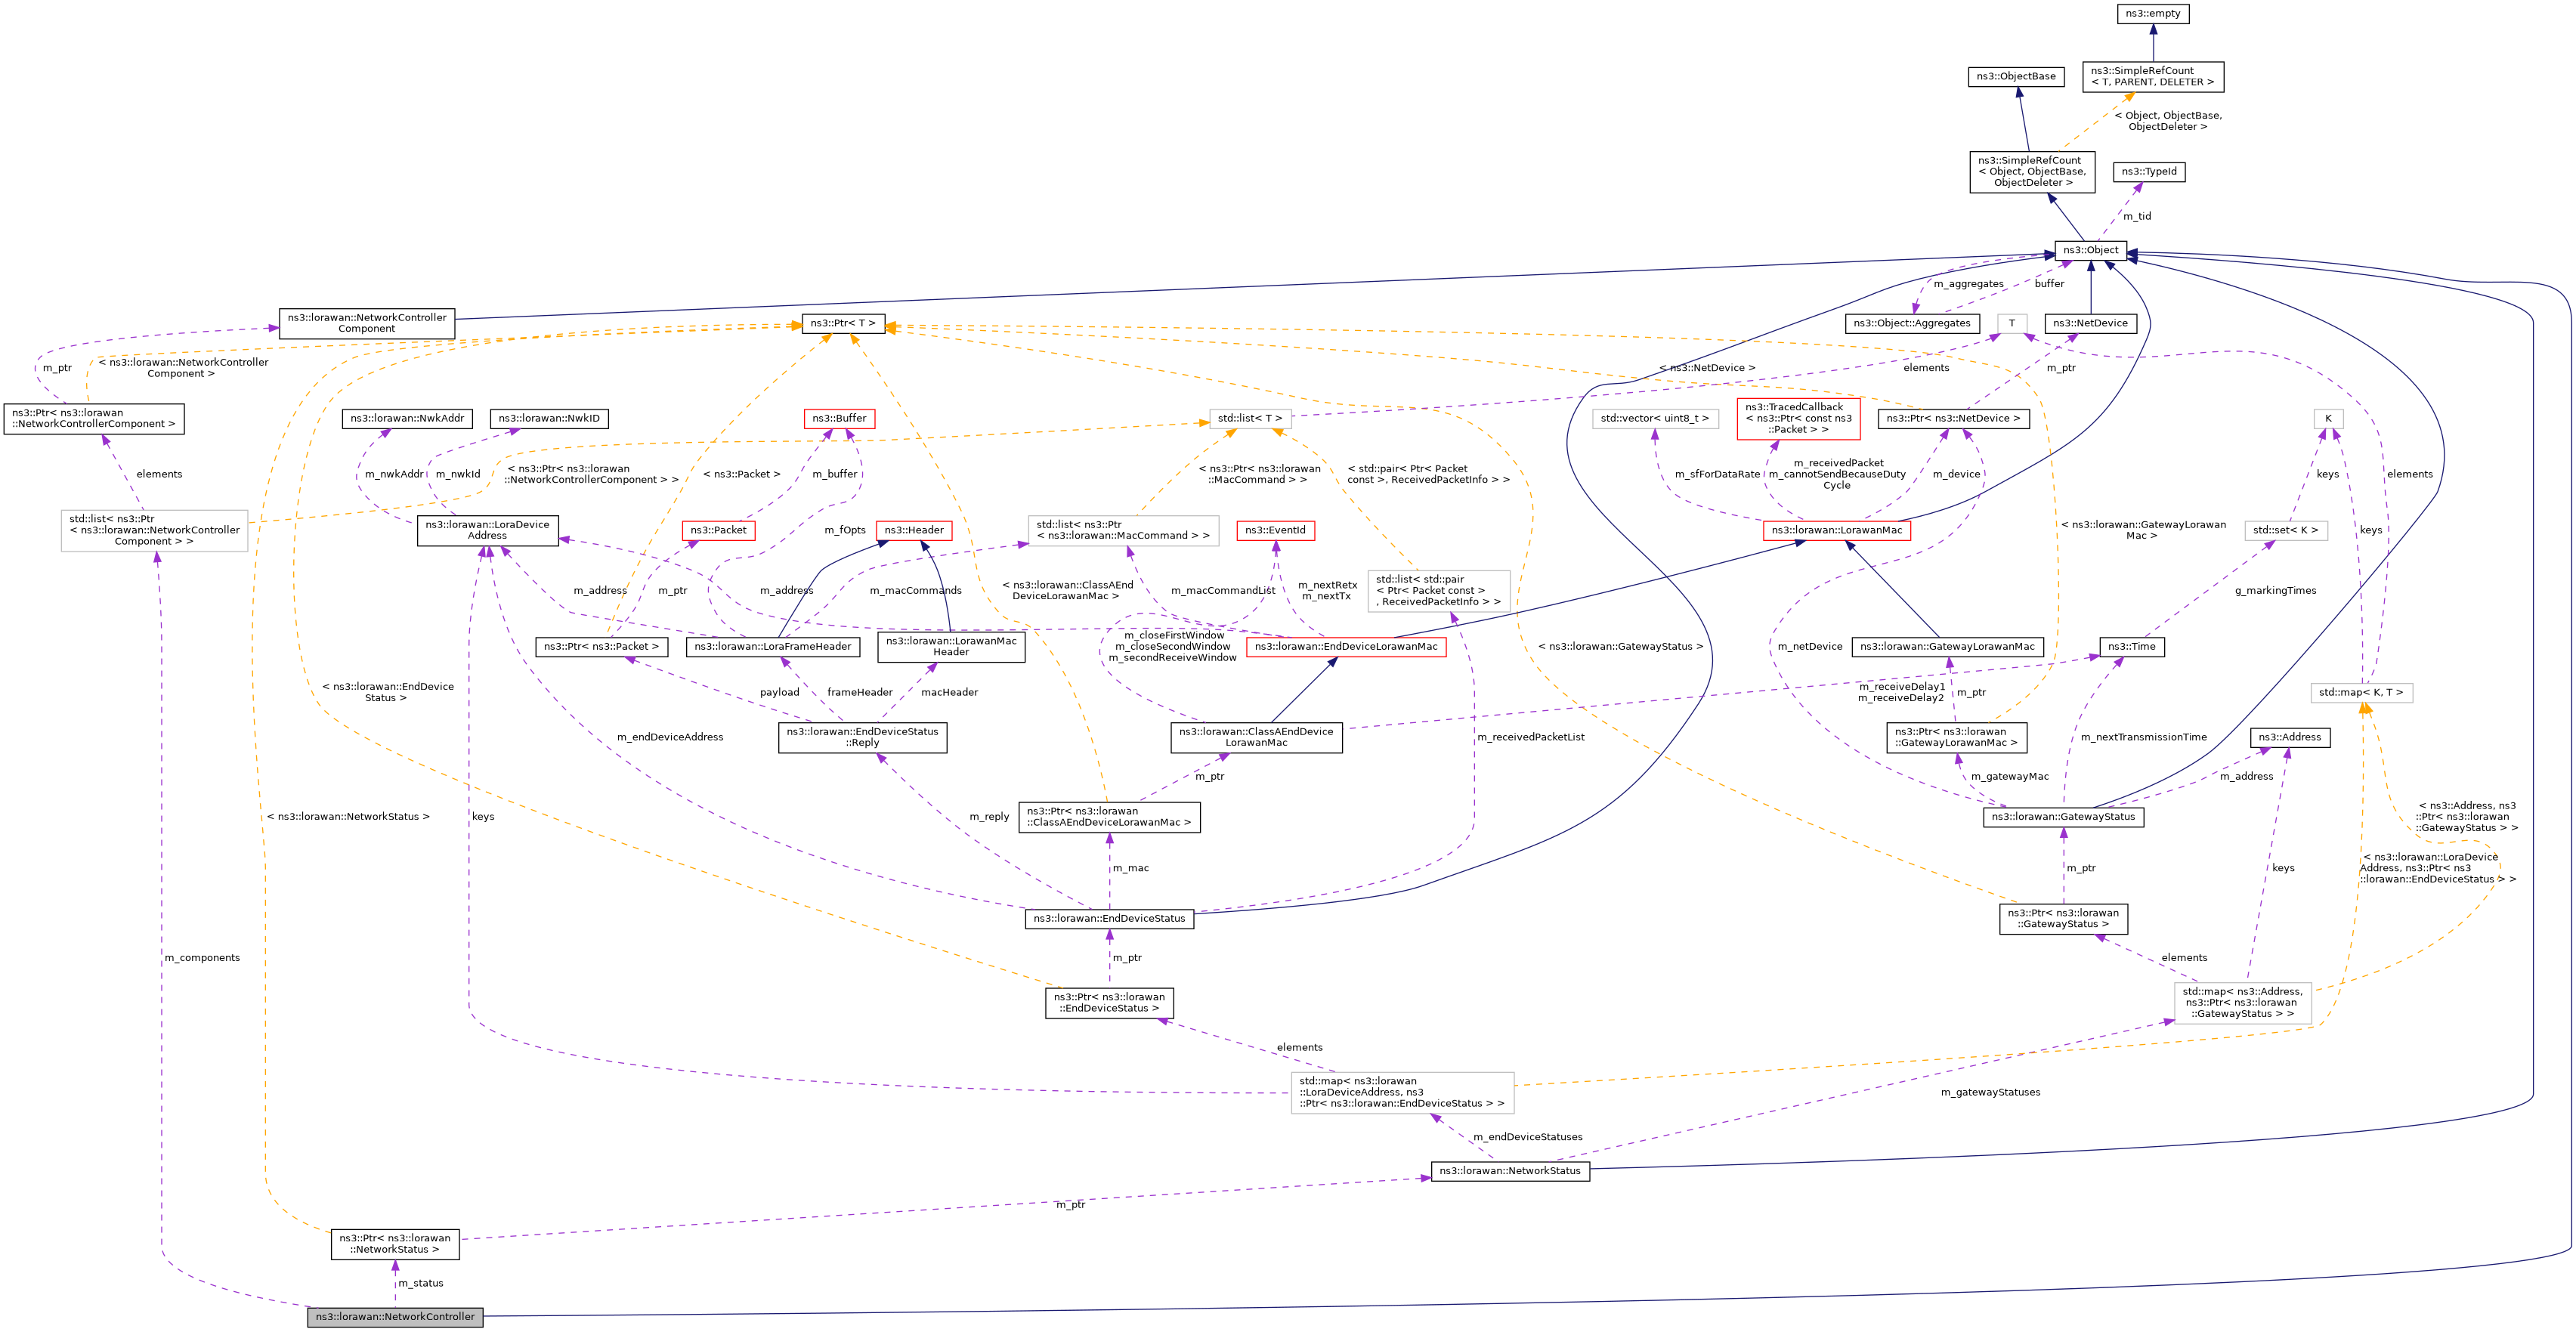 ns3::empty
ns3::ObjectBase
ns3::SimpleRefCount
< T, PARENT, DELETER >
< Object, ObjectBase,
ObjectDeleter >
ns3::SimpleRefCount
< Object, ObjectBase,
ObjectDeleter >
ns3::TypeId
m_tid
ns3::Object
m_aggregates
buffer
ns3::lorawan::NetworkController
Component
ns3::Ptr< T >
ns3::Object::Aggregates
T
ns3::NetDevice
m_ptr
< ns3::lorawan::NetworkController
Component >
< ns3::NetDevice >
elements
m_ptr
ns3::Ptr< ns3::lorawan
::NetworkControllerComponent >
ns3::lorawan::NwkAddr
ns3::lorawan::NwkID
ns3::Buffer
std::list< T >
std::vector< uint8_t >
ns3::TracedCallback
< ns3::Ptr< const ns3
::Packet > >
ns3::Ptr< ns3::NetDevice >
K
elements
m_nwkAddr
m_nwkId
< ns3::Ptr< ns3::lorawan
::NetworkControllerComponent > >
< ns3::Packet >
m_buffer
< ns3::Ptr< ns3::lorawan
::MacCommand > >
< std::pair< Ptr< Packet
const >, ReceivedPacketInfo > >
m_sfForDataRate
m_receivedPacket
m_cannotSendBecauseDuty
Cycle
m_device
keys
elements
std::list< ns3::Ptr
< ns3::lorawan::NetworkController
Component > >
ns3::lorawan::LoraDevice
Address
ns3::Packet
m_fOpts
ns3::Header
std::list< ns3::Ptr
< ns3::lorawan::MacCommand > >
ns3::EventId
ns3::lorawan::LorawanMac
< ns3::lorawan::GatewayLorawan
Mac >
std::set< K >
keys
m_address
m_ptr
m_address
m_macCommands
< ns3::lorawan::ClassAEnd
DeviceLorawanMac >
m_macCommandList
m_nextRetx
m_nextTx
std::list< std::pair
< Ptr< Packet const >
, ReceivedPacketInfo > >
g_markingTimes
ns3::Ptr< ns3::Packet >
ns3::lorawan::LoraFrameHeader
ns3::lorawan::LorawanMac
Header
m_closeFirstWindow
m_closeSecondWindow
m_secondReceiveWindow
ns3::lorawan::EndDeviceLorawanMac
< ns3::lorawan::GatewayStatus >
m_netDevice
ns3::lorawan::GatewayLorawanMac
ns3::Time
< ns3::lorawan::EndDevice
Status >
payload
frameHeader
macHeader
m_receiveDelay1
m_receiveDelay2
m_ptr
std::map< K, T >
m_endDeviceAddress
ns3::lorawan::EndDeviceStatus
::Reply
ns3::lorawan::ClassAEndDevice
LorawanMac
m_receivedPacketList
ns3::Ptr< ns3::lorawan
::GatewayLorawanMac >
m_nextTransmissionTime
ns3::Address
m_ptr
m_gatewayMac
m_address
< ns3::lorawan::NetworkStatus >
keys
m_reply
ns3::Ptr< ns3::lorawan
::ClassAEndDeviceLorawanMac >
ns3::lorawan::GatewayStatus
< ns3::Address, ns3
::Ptr< ns3::lorawan
::GatewayStatus > >
m_mac
m_ptr
keys
< ns3::lorawan::LoraDevice
Address, ns3::Ptr< ns3
::lorawan::EndDeviceStatus > >
ns3::lorawan::EndDeviceStatus
ns3::Ptr< ns3::lorawan
::GatewayStatus >
m_components
m_ptr
elements
ns3::Ptr< ns3::lorawan
::EndDeviceStatus >
std::map< ns3::Address,
ns3::Ptr< ns3::lorawan
::GatewayStatus > >
elements
std::map< ns3::lorawan
::LoraDeviceAddress, ns3
::Ptr< ns3::lorawan::EndDeviceStatus > >
m_gatewayStatuses
m_endDeviceStatuses
ns3::lorawan::NetworkStatus
m_ptr
ns3::Ptr< ns3::lorawan
::NetworkStatus >
m_status
ns3::lorawan::NetworkController